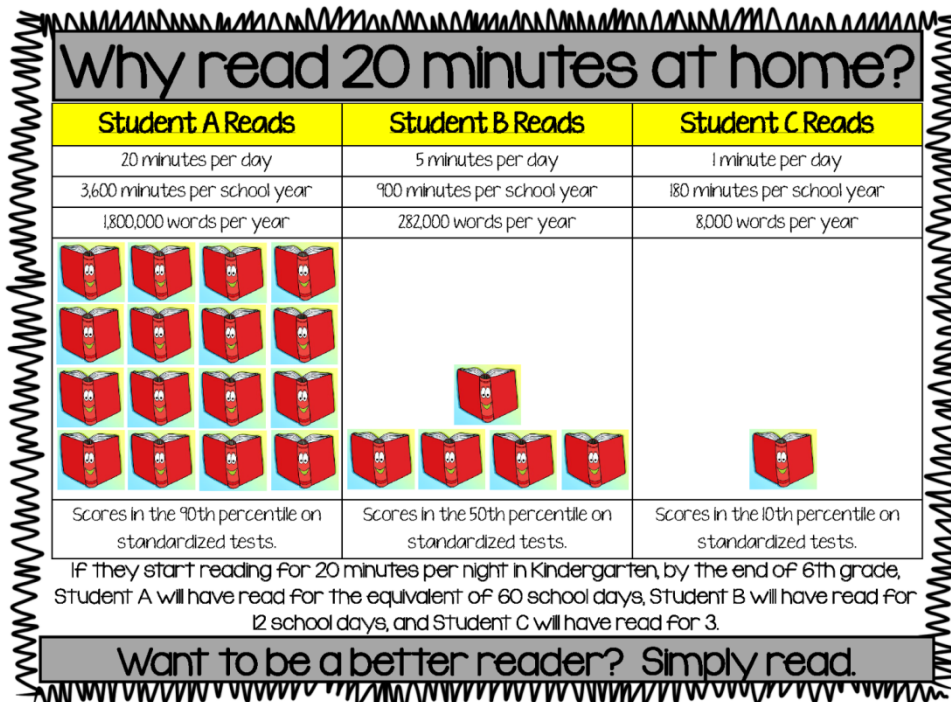 Why read 20 minutes at home?
Student A Reads
Student B Reads
Student C Reads
20 minutes per day
5 minutes per day
1 minute per day
3,600 minutes per school year
900 minutes per school year
180 minutes per school year
1,800,000 words per year
282,000 words per year
8,000 words per year
Scores in the 90th percentile on
standardized tests.
Scores in the 50th percentile on
standardized tests.
Scores in the 10th percentile on
standardized tests.
If they start reading for 20 minutes per night in Kindergarten, by the end of 6th grade,
Student A will have read for the equivalent of 60 school days, Student B will have read for
12 school days, and Student C will have read for 3.
Want to be a better reader? Simply read.